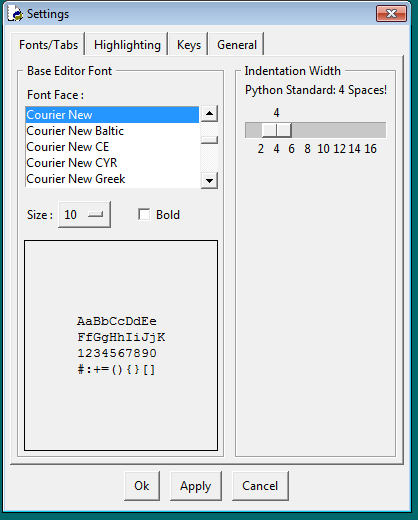 Settings
Fonts/Tabs Highlighting Keys General
Base Editor Font
Font Face :
Courier New
Courier New Baltic
Courier New CE
Courier New CYR
Courier New Greek
Size : 10 Bold
AaBbCcDdEe
FfGgHhIiJjK
1234567890
#:+=(){}[]
Indentation Width
Python Standard: 4 Spaces!
4
2 4 6 8 10 12 14 16
Ok Apply Cancel